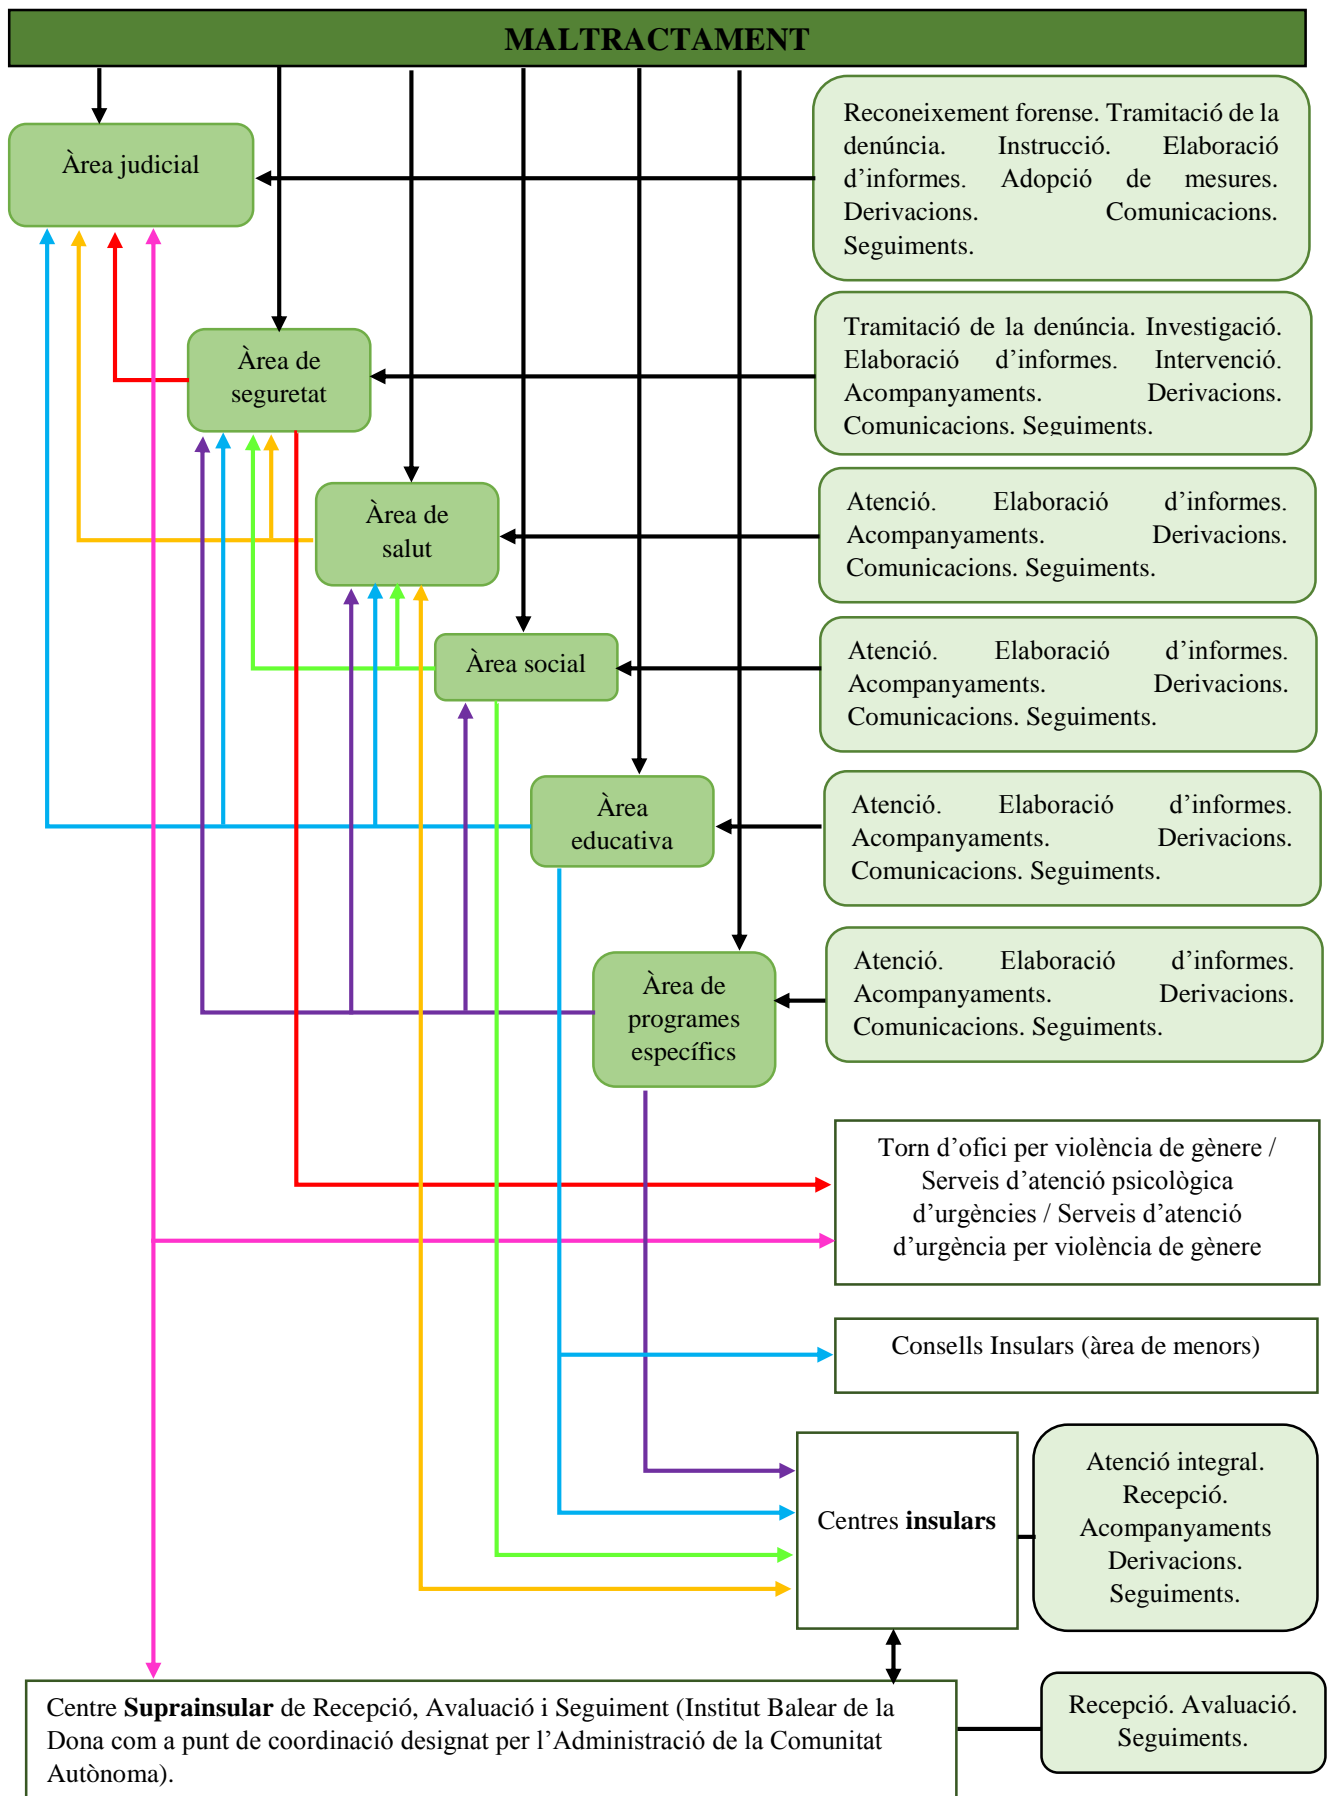 MALTRACTAMENT
Àrea judicial
Reconeixement forense. Tramitació de la
denúncia. Instrucció. Elaboració
d’informes. Adopció de mesures.
Derivacions. Comunicacions.
Seguiments.
Àrea de
seguretat
Tramitació de la denúncia. Investigació.
Elaboració d’informes. Intervenció.
Acompanyaments. Derivacions.
Comunicacions. Seguiments.
Àrea de
salut
Atenció. Elaboració d’informes.
Acompanyaments. Derivacions.
Comunicacions. Seguiments.
Àrea social
Atenció. Elaboració d’informes.
Acompanyaments. Derivacions.
Comunicacions. Seguiments.
Àrea
educativa
Atenció. Elaboració d’informes.
Acompanyaments. Derivacions.
Comunicacions. Seguiments.
Àrea de
programes
específics
Atenció. Elaboració d’informes.
Acompanyaments. Derivacions.
Comunicacions. Seguiments.
Torn d’ofici per violència de gènere /
Serveis d’atenció psicològica
d’urgències / Serveis d’atenció
d’urgència per violència de gènere
Consells Insulars (àrea de menors)
Centres insulars
Atenció integral.
Recepció.
Acompanyaments
Derivacions.
Seguiments.
Centre Suprainsular de Recepció, Avaluació i Seguiment (Institut Balear de la
Dona com a punt de coordinació designat per l’Administració de la Comunitat
Autònoma).
Recepció. Avaluació.
Seguiments.